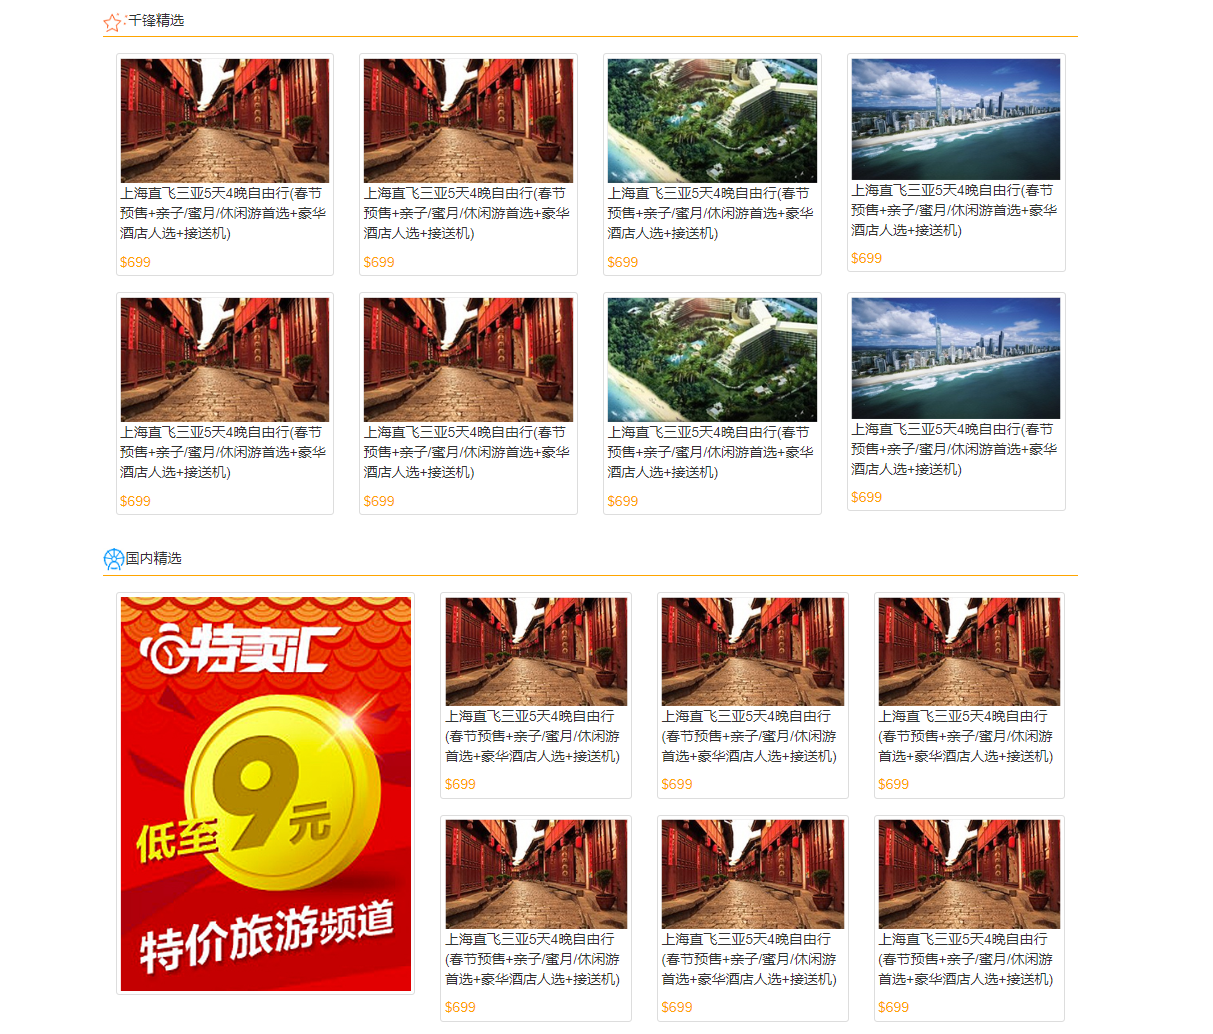 千锋精选
上海直飞三亚5天4晚自由行(春节
预售+亲子/蜜月/休闲游首选+豪华
酒店人选+接送机)
$699
上海直飞三亚5天4晚自由行(春节
预售+亲子/蜜月/休闲游首选+豪华
酒店人选+接送机)
$699
上海直飞三亚5天4晚自由行(春节
预售+亲子/蜜月/休闲游首选+豪华
酒店人选+接送机)
$699
上海直飞三亚5天4晚自由行(春节
预售+亲子/蜜月/休闲游首选+豪华
酒店人选+接送机)
$699
上海直飞三亚5天4晚自由行(春节
预售+亲子/蜜月/休闲游首选+豪华
酒店人选+接送机)
$699
上海直飞三亚5天4晚自由行(春节
预售+亲子/蜜月/休闲游首选+豪华
酒店人选+接送机)
$699
上海直飞三亚5天4晚自由行(春节
预售+亲子/蜜月/休闲游首选+豪华
酒店人选+接送机)
$699
上海直飞三亚5天4晚自由行(春节
预售+亲子/蜜月/休闲游首选+豪华
酒店人选+接送机)
$699
国内精选
特卖汇
低至9元
特价旅游频道
上海直飞三亚5天4晚自由行
(春节预售+亲子/蜜月/休闲游
首选+豪华酒店人选+接送机)
$699
上海直飞三亚5天4晚自由行
(春节预售+亲子/蜜月/休闲游
首选+豪华酒店人选+接送机)
$699
上海直飞三亚5天4晚自由行
(春节预售+亲子/蜜月/休闲游
首选+豪华酒店人选+接送机)
$699
上海直飞三亚5天4晚自由行
(春节预售+亲子/蜜月/休闲游
首选+豪华酒店人选+接送机)
$699
上海直飞三亚5天4晚自由行
(春节预售+亲子/蜜月/休闲游
首选+豪华酒店人选+接送机)
$699
上海直飞三亚5天4晚自由行
(春节预售+亲子/蜜月/休闲游
首选+豪华酒店人选+接送机)
$699